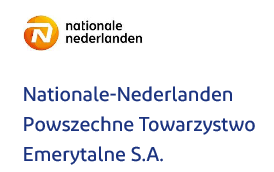 nationale
nederlanden
Nationale-Nederlanden
Powszechne Towarzystwo
Emerytalne S.A.